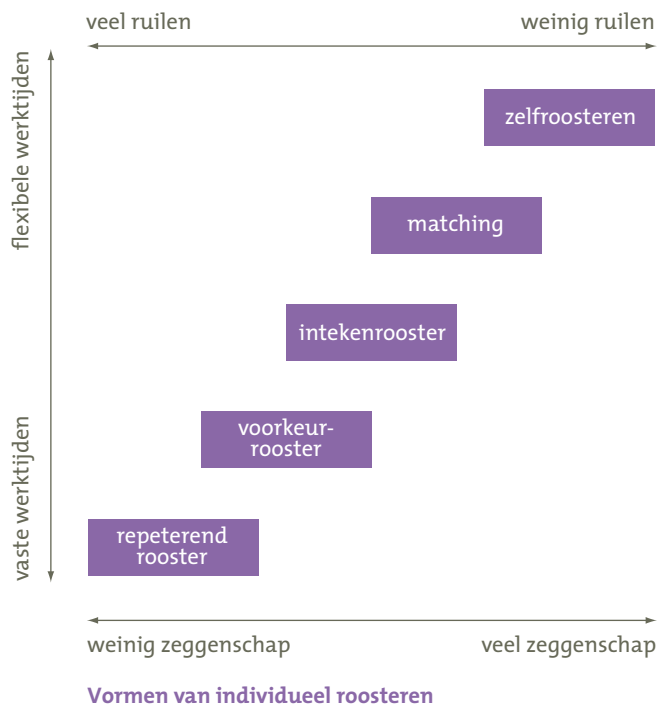 veel ruilen
weinig ruilen
flexibele werktijden
vaste werktijden
zelfroosteren
matching
intekenrooster
voorkeur-
rooster
repeterend
rooster
weinig zeggenschap
veel zeggenschap
Vormen van individueel roosteren